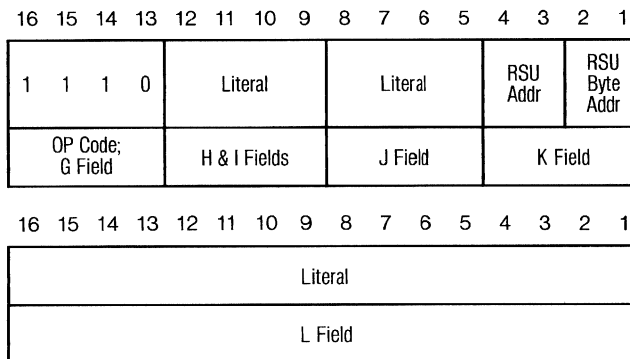 16 15 14 13 12 11 10 9 8 7 6 5 4 3 2 1
1 1 1 0
Literal
Literal
RSU
Addr
RSU
Byte
Addr
OP Code;
G Field
H & I Fields
J Field
K Field
16 15 14 13 12 11 10 9 8 7 6 5 4 3 2 1
Literal
L Field